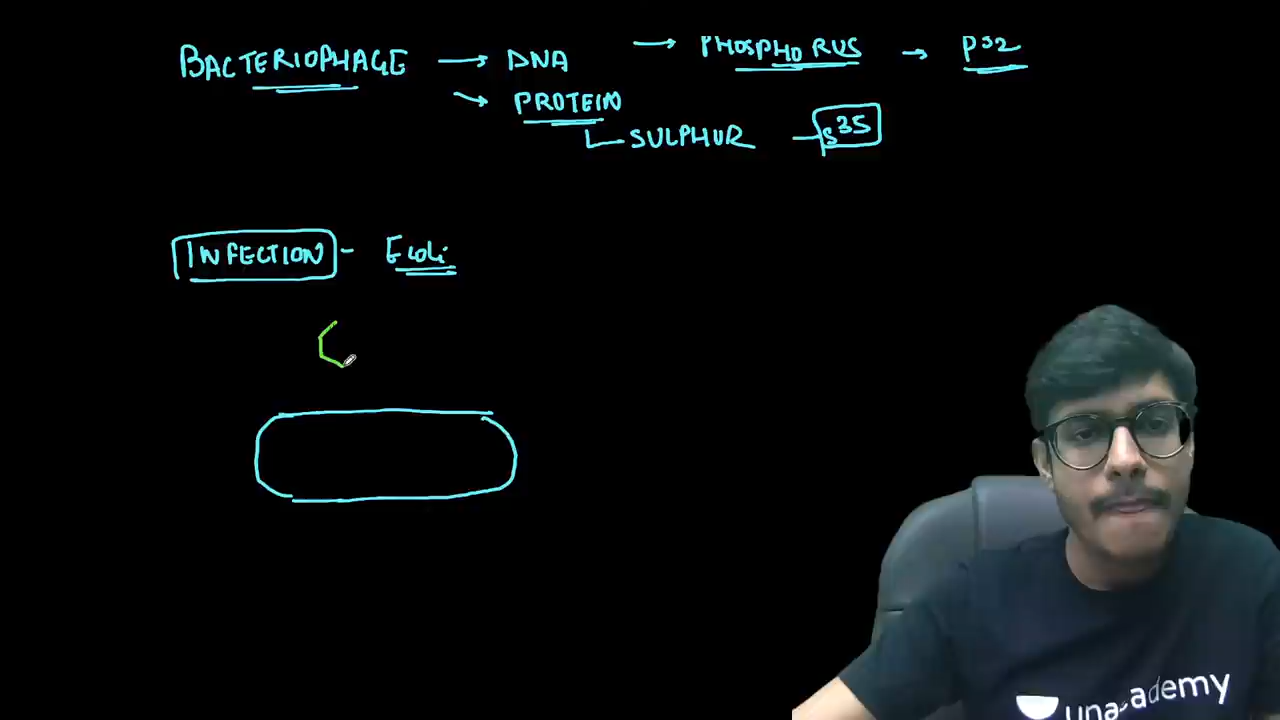 BACTERIOPHAGE → DNA → PHOSPHORUS → P32
→ PROTEIN
SULPHUR - S35
INFECTION - E coli
unacademy